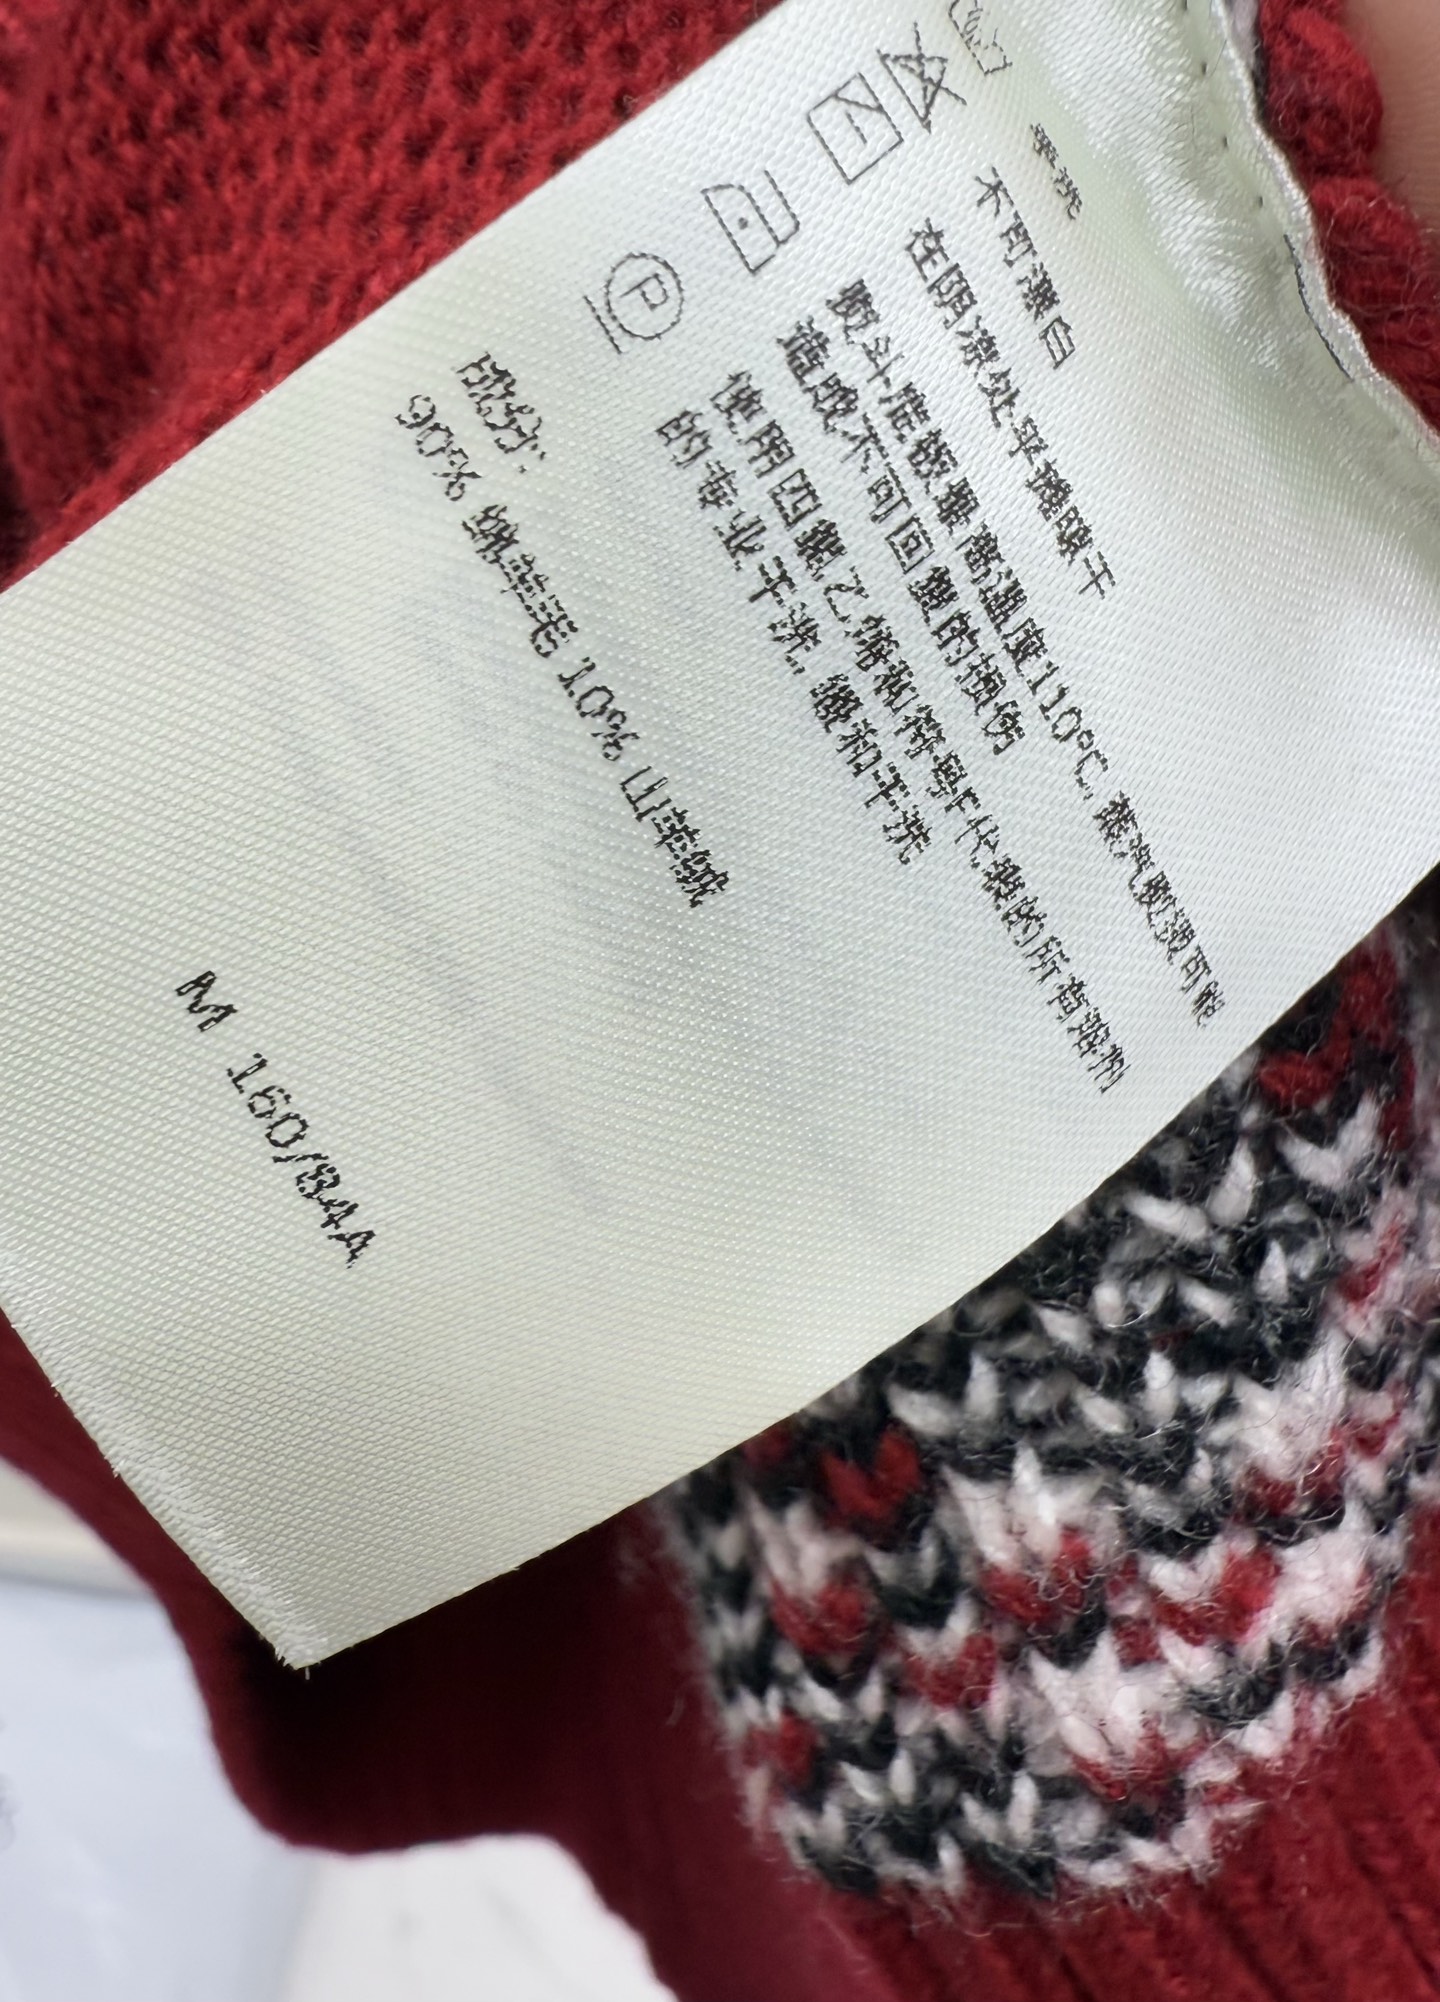 手洗
不可漂白
在阴凉处平摊晾干
熨斗底板最高温度110℃, 蒸汽熨烫可能
造成不可回复的损伤
使用四氯乙烯和符号F代表的所有溶剂
的专业干洗, 缓和干洗
P
成分:
90% 绵羊毛 10% 山羊绒
M 160/84A